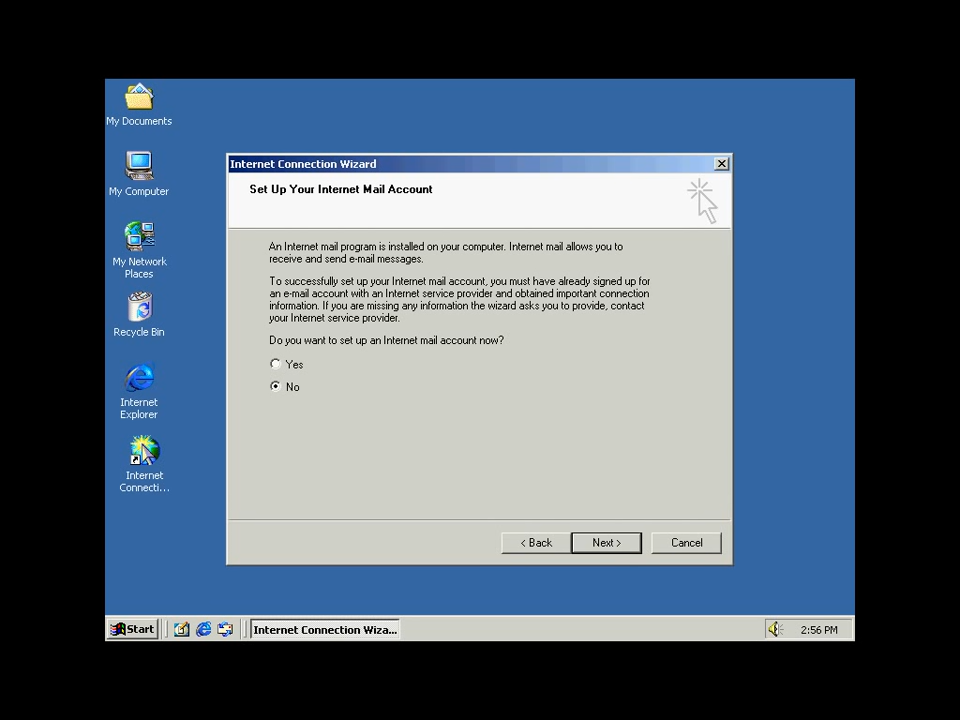 My Documents
My Computer
My Network
Places
Recycle Bin
Internet
Explorer
Internet
Connecti...
Internet Connection Wizard
Set Up Your Internet Mail Account
An Internet mail program is installed on your computer. Internet mail allows you to
receive and send e-mail messages.
To successfully set up your Internet mail account, you must have already signed up for
an e-mail account with an Internet service provider and obtained important connection
information. If you are missing any information the wizard asks you to provide, contact
your Internet service provider.
Do you want to set up an Internet mail account now?
Yes
No
< Back
Next >
Cancel
Start
Internet Connection Wiza...
2:56 PM